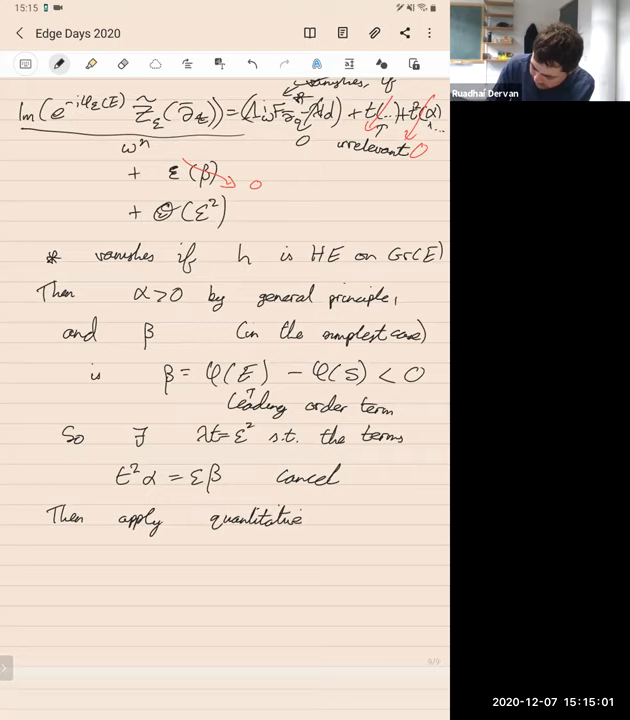 15:15
Edge Days 2020
vanishes, if
Im(e^{-iφ_ε(E)} Z̃_ε(∂̄_t)) = (Λ_ω iF_{∂̄_0} - λId) + t(...) + t²(α)
ω^n
0
irrelevant 0
+ ε(β) 0
+ O(ε²)
* vanishes if h is HE on Gr(E)
Then α>0 by general principle,
and β (in the simplest case)
is β = φ(E) - φ(S) < 0
↑
leading order term
So ∃ λt = ε² s.t. the terms
t²α = εβ cancel
Then apply quantitative
9/9
Ruadhaí Dervan
2020-12-07 15:15:01